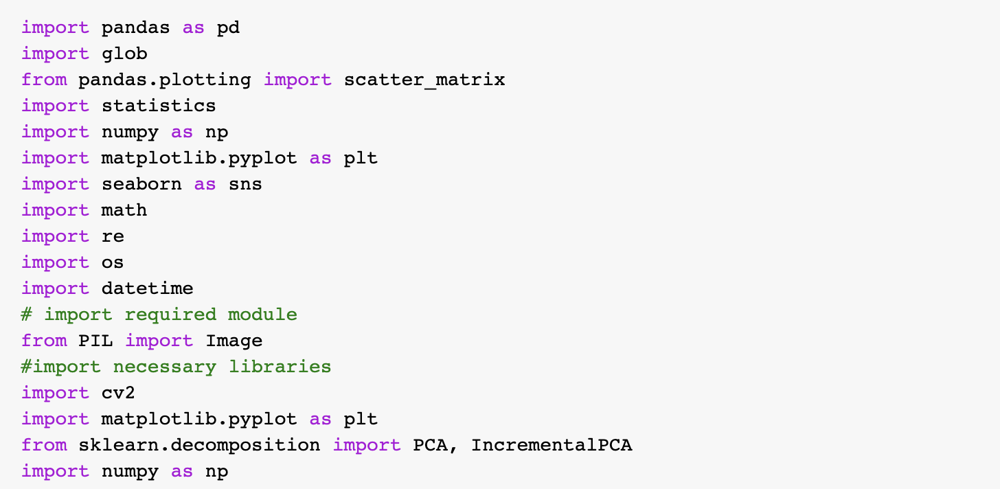 import pandas as pd
import glob
from pandas.plotting import scatter_matrix
import statistics
import numpy as np
import matplotlib.pyplot as plt
import seaborn as sns
import math
import re
import os
import datetime
# import required module
from PIL import Image
#import necessary libraries
import cv2
import matplotlib.pyplot as plt
from sklearn.decomposition import PCA, IncrementalPCA
import numpy as np